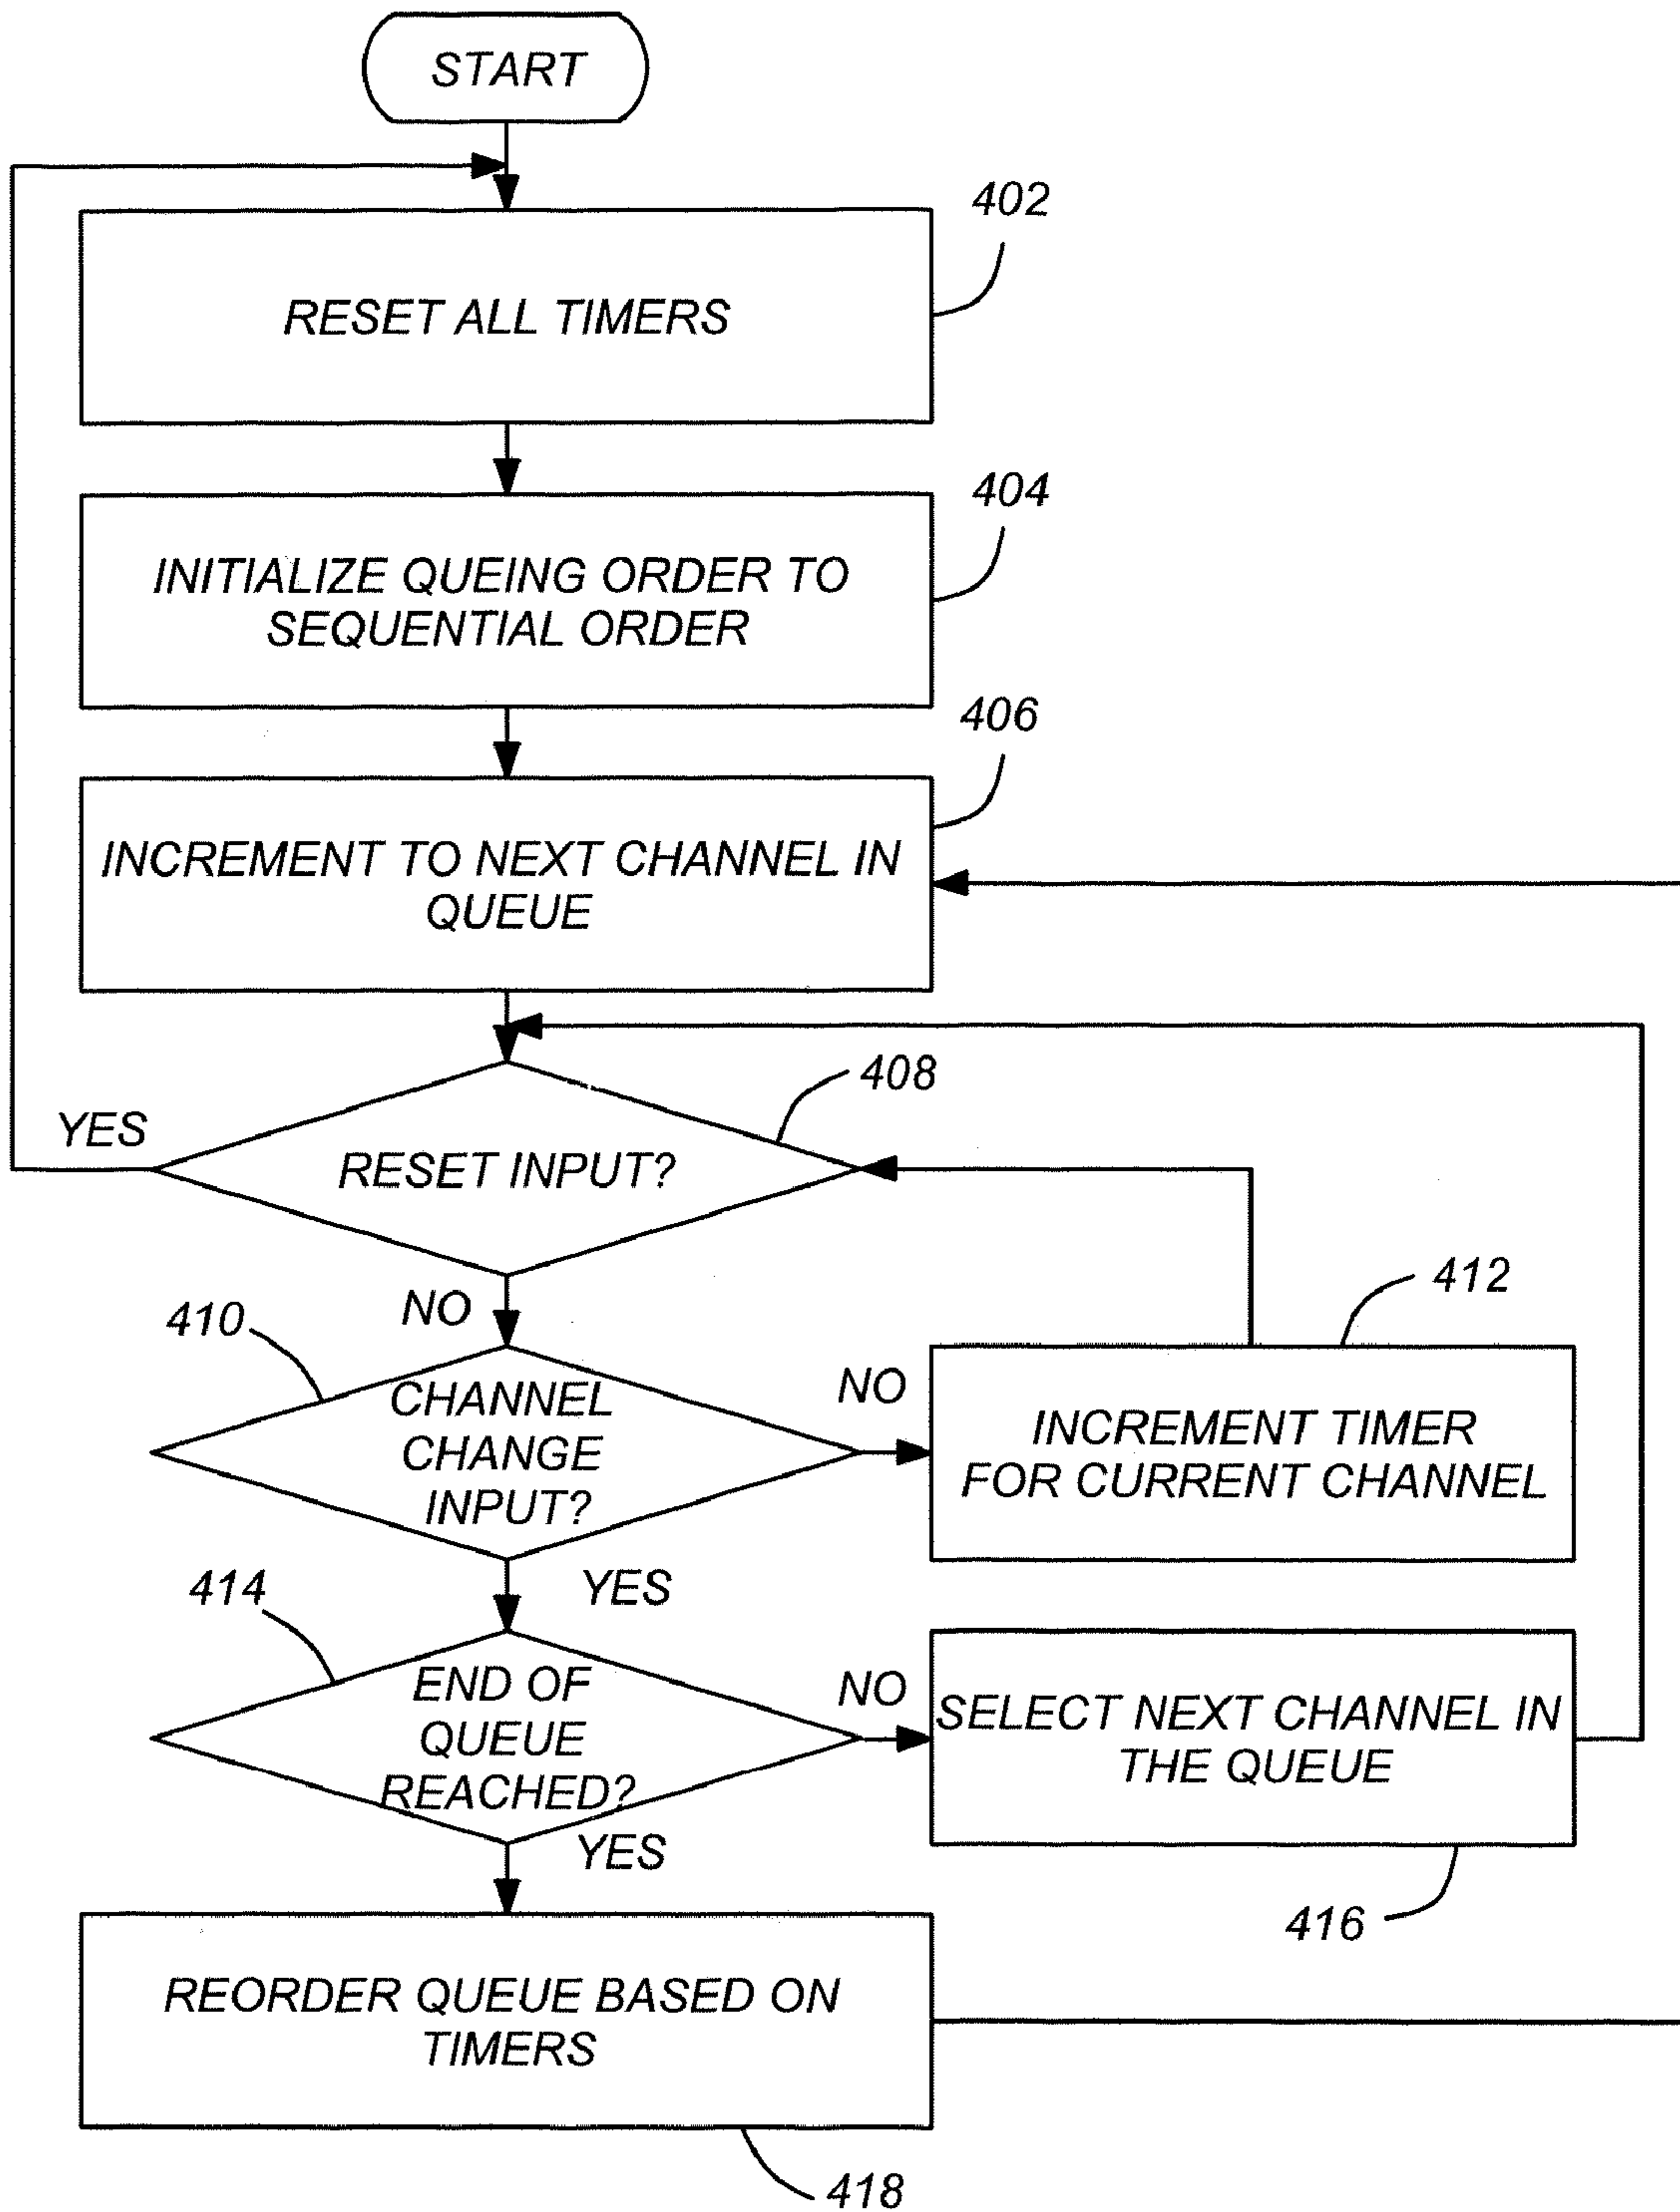 START
402
RESET ALL TIMERS
404
INITIALIZE QUEING ORDER TO
SEQUENTIAL ORDER
406
INCREMENT TO NEXT CHANNEL IN
QUEUE
408
YES
RESET INPUT?
NO
410
412
CHANNEL
CHANGE
INPUT?
NO
INCREMENT TIMER
FOR CURRENT CHANNEL
YES
414
END OF
QUEUE
REACHED?
NO
SELECT NEXT CHANNEL IN
THE QUEUE
YES
416
REORDER QUEUE BASED ON
TIMERS
418